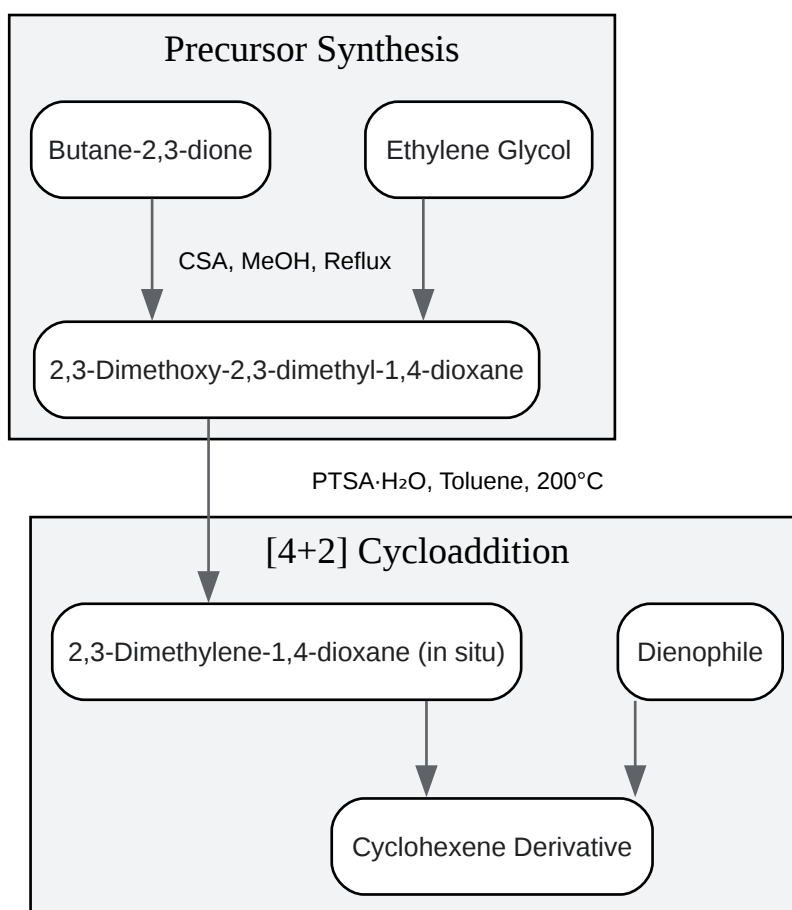 Precursor Synthesis
Butane-2,3-dione
Ethylene Glycol
CSA, MeOH, Reflux
2,3-Dimethoxy-2,3-dimethyl-1,4-dioxane
PTSA·H₂O, Toluene, 200°C
[4+2] Cycloaddition
2,3-Dimethylene-1,4-dioxane (in situ)
Dienophile
Cyclohexene Derivative